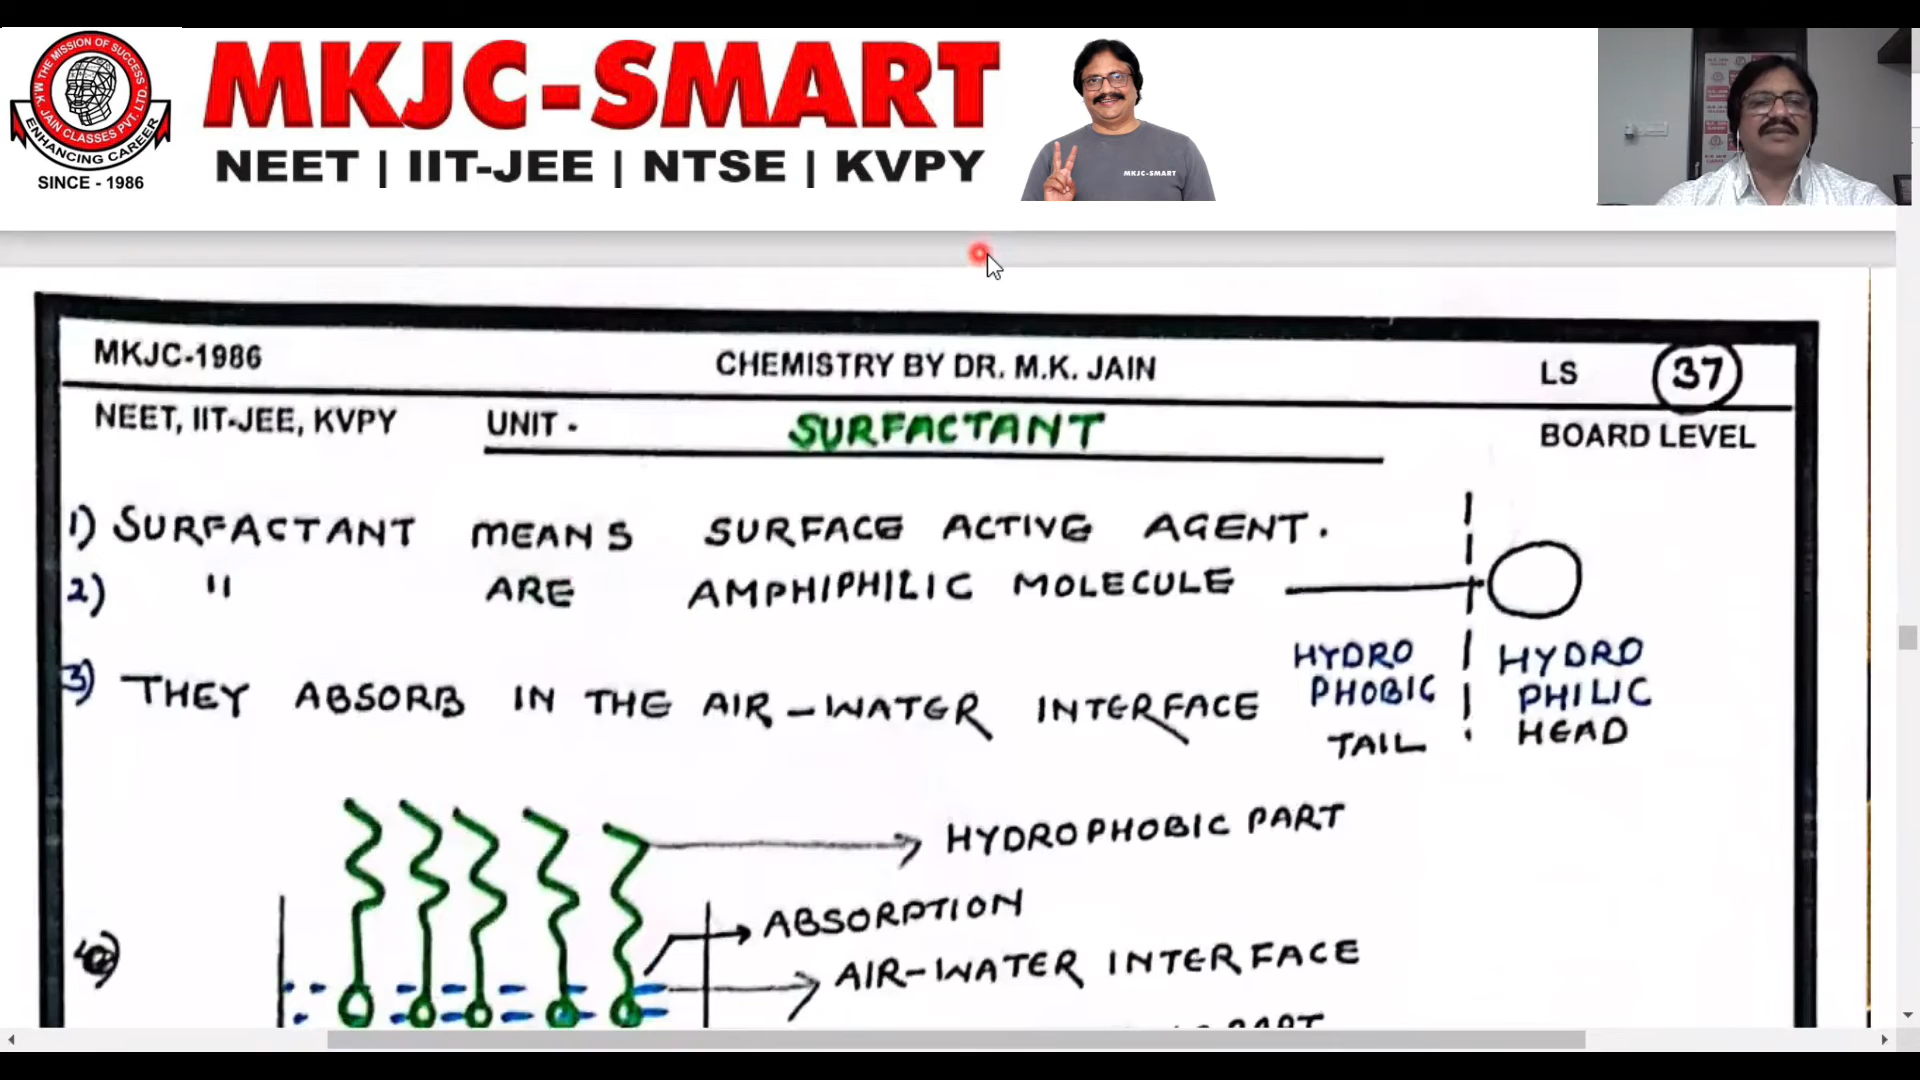 THE MISSION OF SUCCESS
M.K. JAIN CLASSES PVT. LTD.
ENHANCING CAREER
SINCE - 1986
MKJC-SMART
NEET | IIT-JEE | NTSE | KVPY
MKJC-SMART
MKJC-1986 CHEMISTRY BY DR. M.K. JAIN LS 37
NEET, IIT-JEE, KVPY UNIT - SURFACTANT BOARD LEVEL
1) SURFACTANT MEANS SURFACE ACTIVE AGENT.
2) " ARE AMPHIPHILIC MOLECULE
HYDRO PHOBIC TAIL
HYDRO PHILIC HEAD
3) THEY ABSORB IN THE AIR-WATER INTERFACE
HYDROPHOBIC PART
ABSORPTION
AIR-WATER INTERFACE
PART